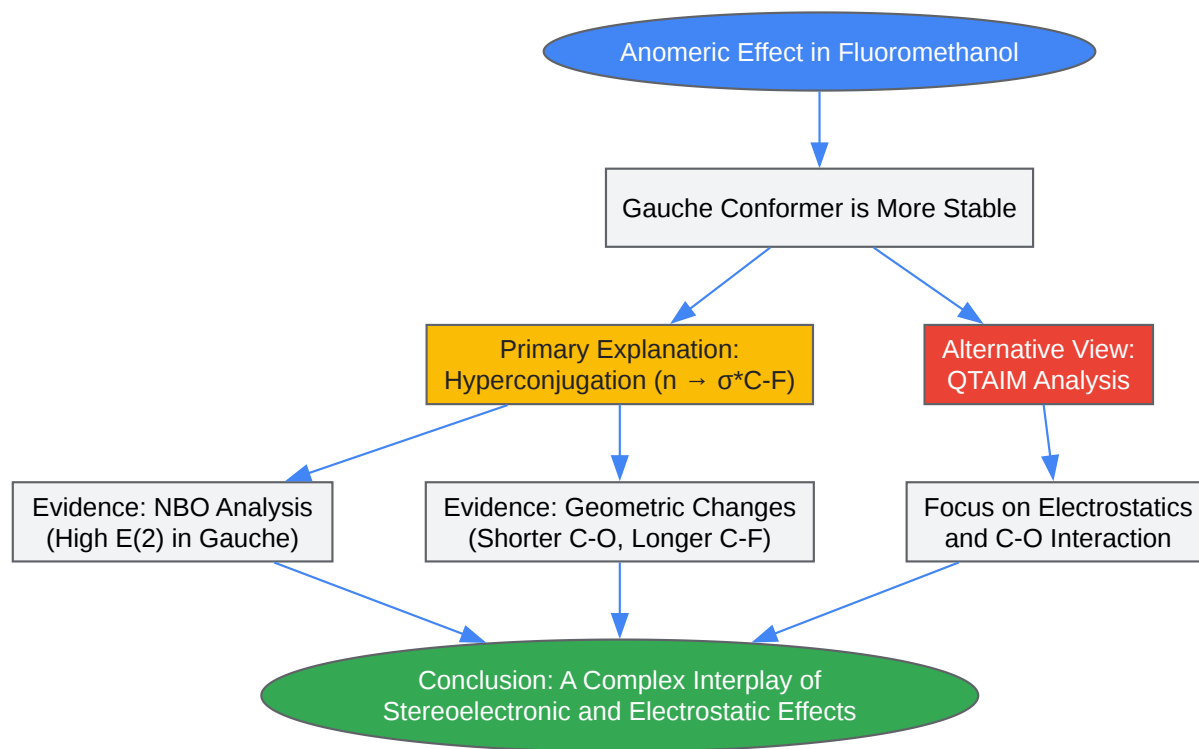 Anomeric Effect in Fluoromethanol
Gauche Conformer is More Stable
Primary Explanation:
Hyperconjugation (n → σ*C-F)
Alternative View:
QTAIM Analysis
Evidence: NBO Analysis
(High E(2) in Gauche)
Evidence: Geometric Changes
(Shorter C-O, Longer C-F)
Focus on Electrostatics
and C-O Interaction
Conclusion: A Complex Interplay of
Stereoelectronic and Electrostatic Effects